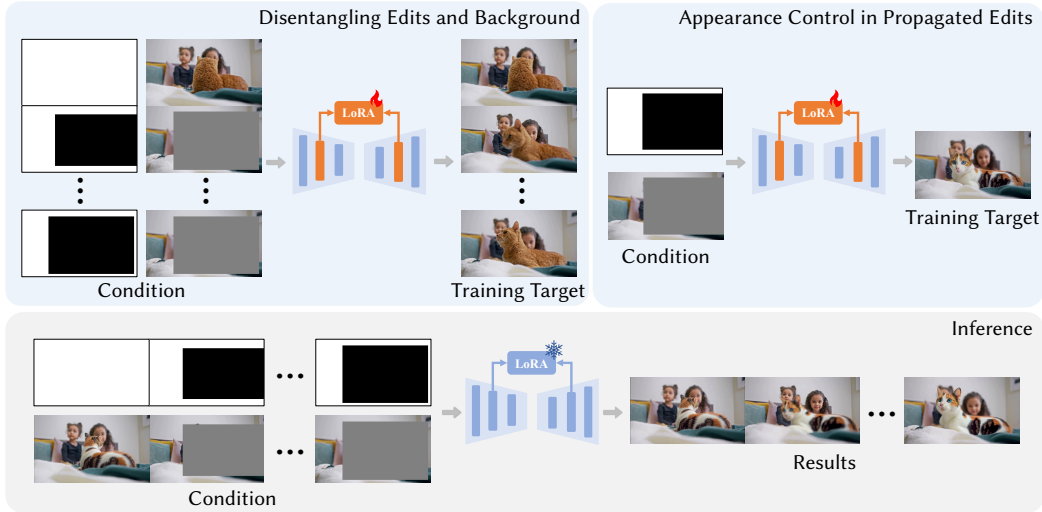 Disentangling Edits and Background
LoRA
Condition
Training Target
Appearance Control in Propagated Edits
LoRA
Condition
Training Target
Inference
LoRA
Condition
Results